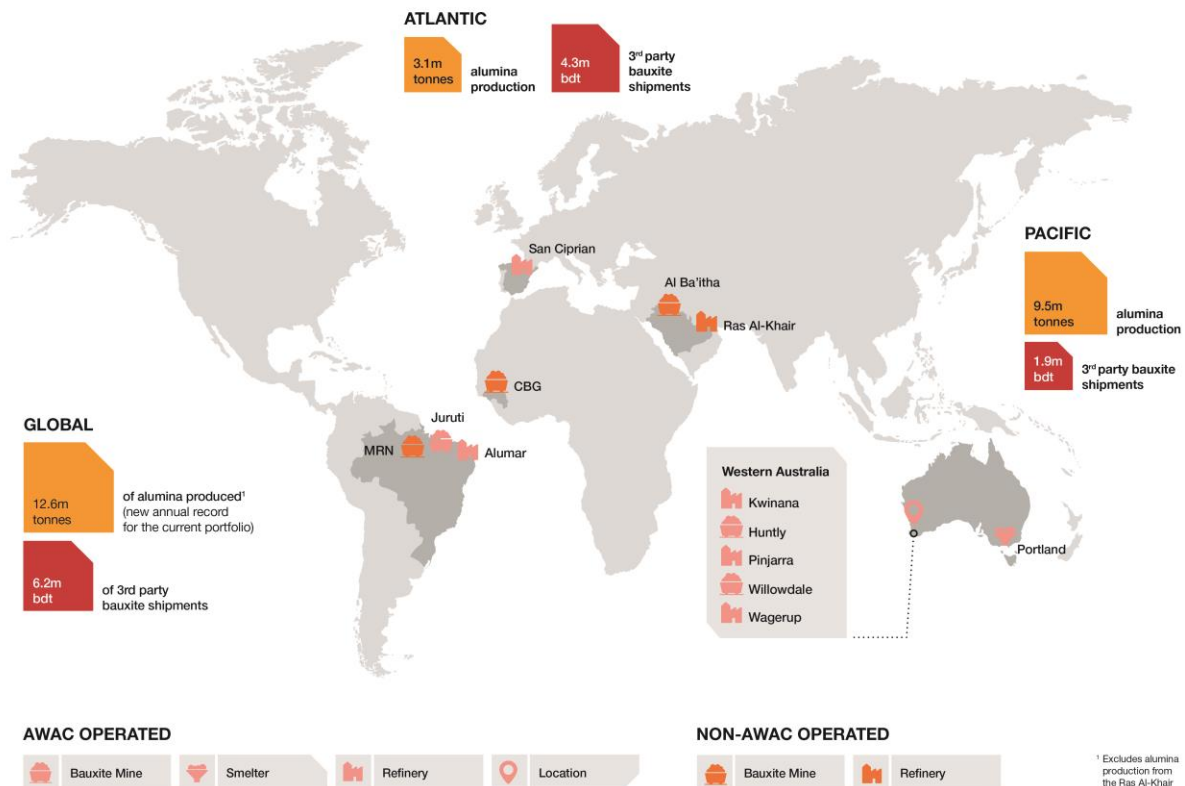 ATLANTIC
3.1m
tonnes
alumina
production
4.3m
bdt
3rd party
bauxite
shipments
PACIFIC
9.5m
tonnes
alumina
production
1.9m
bdt
3rd party bauxite
shipments
San Ciprian
Al Ba'itha
Ras Al-Khair
CBG
Juruti
MRN
Alumar
GLOBAL
12.6m
tonnes
of alumina produced¹
(new annual record
for the current portfolio)
6.2m
bdt
of 3rd party
bauxite shipments
Western Australia
Kwinana
Huntly
Pinjarra
Willowdale
Wagerup
Portland
AWAC OPERATED
Bauxite Mine
Smelter
Refinery
Location
NON-AWAC OPERATED
Bauxite Mine
Refinery
¹ Excludes alumina
production from
the Ras Al-Khair